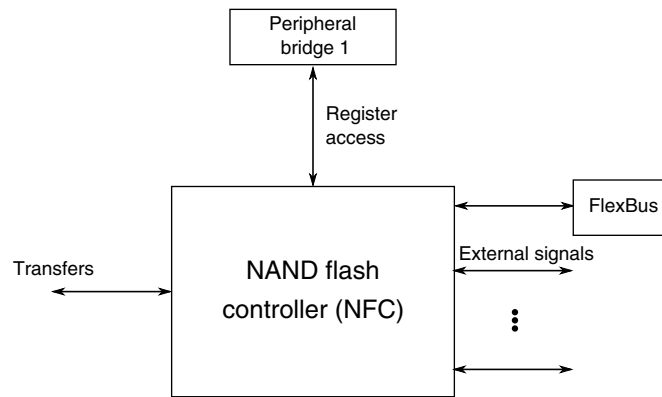 Peripheral
bridge 1
Register
access
FlexBus
External signals
Transfers
NAND flash
controller (NFC)